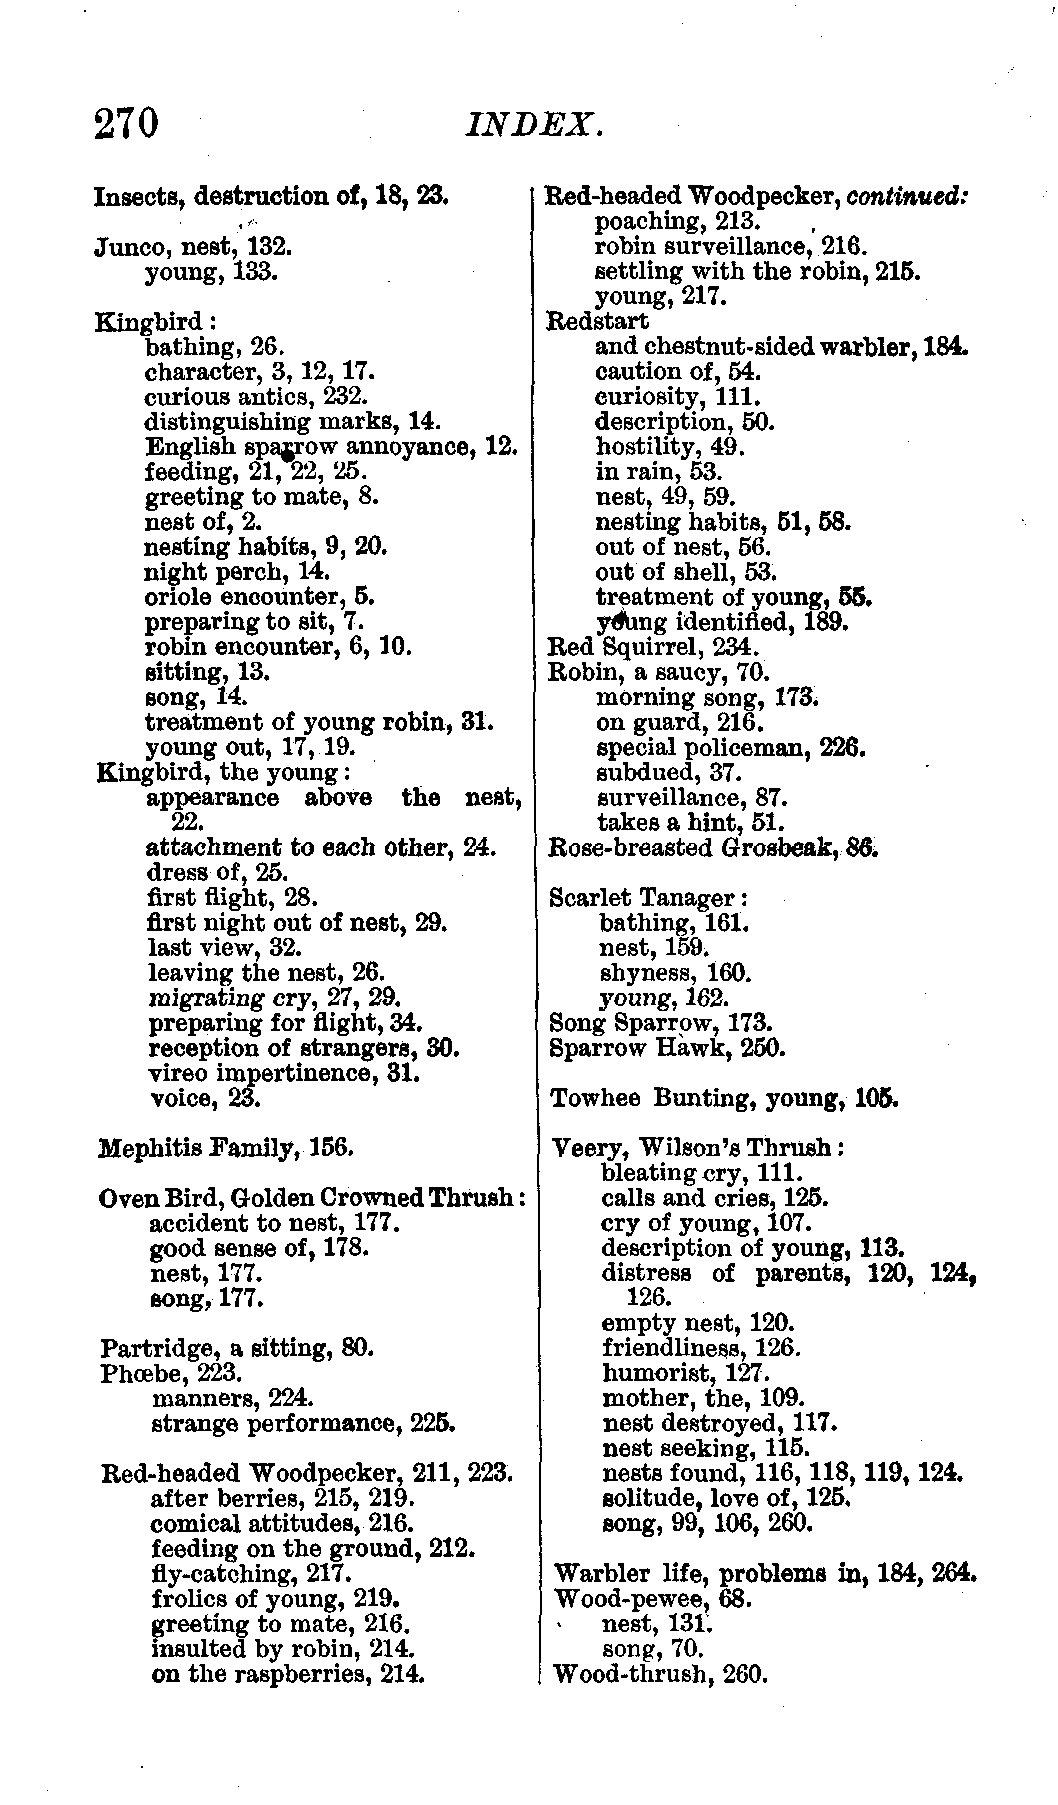 270
INDEX.
Insects, destruction of, 18, 23.
Junco, nest, 132.
young, 133.
Kingbird:
bathing, 26.
character, 3, 12, 17.
curious antics, 232.
distinguishing marks, 14.
English sparrow annoyance, 12.
feeding, 21, 22, 25.
greeting to mate, 8.
nest of, 2.
nesting habits, 9, 20.
night perch, 14.
oriole encounter, 5.
preparing to sit, 7.
robin encounter, 6, 10.
sitting, 13.
song, 14.
treatment of young robin, 31.
young out, 17, 19.
Kingbird, the young:
appearance above the nest,
22.
attachment to each other, 24.
dress of, 25.
first flight, 28.
first night out of nest, 29.
last view, 32.
leaving the nest, 26.
migrating cry, 27, 29.
preparing for flight, 34.
reception of strangers, 30.
vireo impertinence, 31.
voice, 23.
Mephitis Family, 156.
Oven Bird, Golden Crowned Thrush:
accident to nest, 177.
good sense of, 178.
nest, 177.
song, 177.
Partridge, a sitting, 80.
Phœbe, 223.
manners, 224.
strange performance, 225.
Red-headed Woodpecker, 211, 223.
after berries, 215, 219.
comical attitudes, 216.
feeding on the ground, 212.
fly-catching, 217.
frolics of young, 219.
greeting to mate, 216.
insulted by robin, 214.
on the raspberries, 214.
Red-headed Woodpecker, continued:
poaching, 213.
robin surveillance, 216.
settling with the robin, 215.
young, 217.
Redstart
and chestnut-sided warbler, 184.
caution of, 54.
curiosity, 111.
description, 50.
hostility, 49.
in rain, 53.
nest, 49, 59.
nesting habits, 51, 58.
out of nest, 56.
out of shell, 53.
treatment of young, 55.
young identified, 189.
Red Squirrel, 234.
Robin, a saucy, 70.
morning song, 173.
on guard, 216.
special policeman, 226.
subdued, 37.
surveillance, 87.
takes a hint, 51.
Rose-breasted Grosbeak, 86.
Scarlet Tanager:
bathing, 161.
nest, 159.
shyness, 160.
young, 162.
Song Sparrow, 173.
Sparrow Hawk, 250.
Towhee Bunting, young, 105.
Veery, Wilson's Thrush:
bleating cry, 111.
calls and cries, 125.
cry of young, 107.
description of young, 113.
distress of parents, 120, 124,
126.
empty nest, 120.
friendliness, 126.
humorist, 127.
mother, the, 109.
nest destroyed, 117.
nest seeking, 115.
nests found, 116, 118, 119, 124.
solitude, love of, 125.
song, 99, 106, 260.
Warbler life, problems in, 184, 264.
Wood-pewee, 68.
nest, 131.
song, 70.
Wood-thrush, 260.